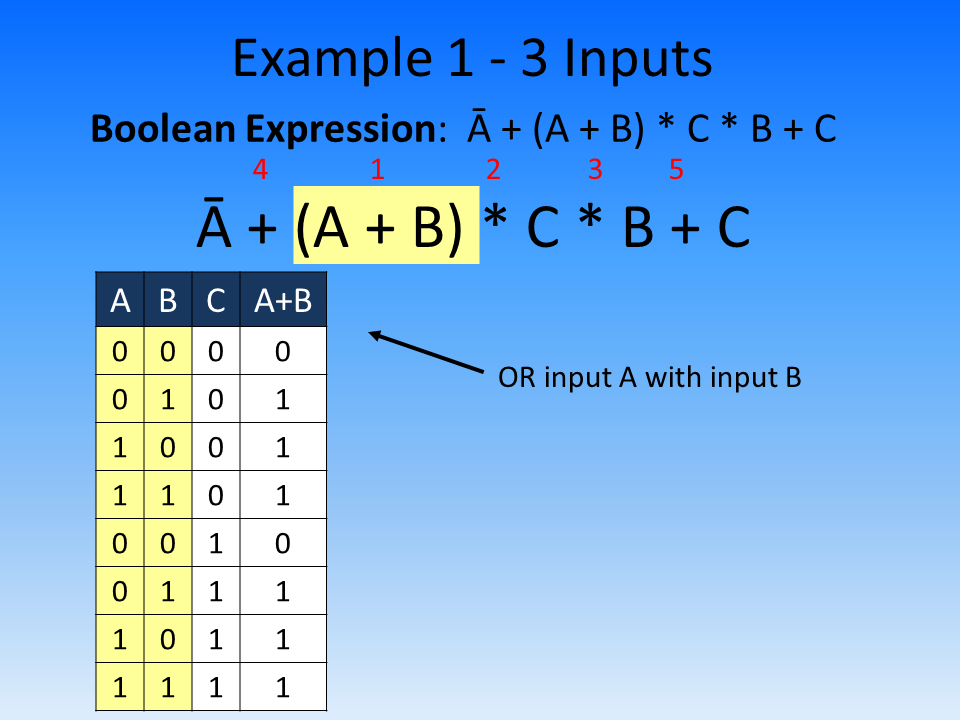 Example 1 - 3 Inputs
Boolean Expression: Ā + (A + B) * C * B + C
4 1 2 3 5
Ā + (A + B) * C * B + C
A B C A+B
0 0 0 0
0 1 0 1
1 0 0 1
1 1 0 1
0 0 1 0
0 1 1 1
1 0 1 1
1 1 1 1
OR input A with input B